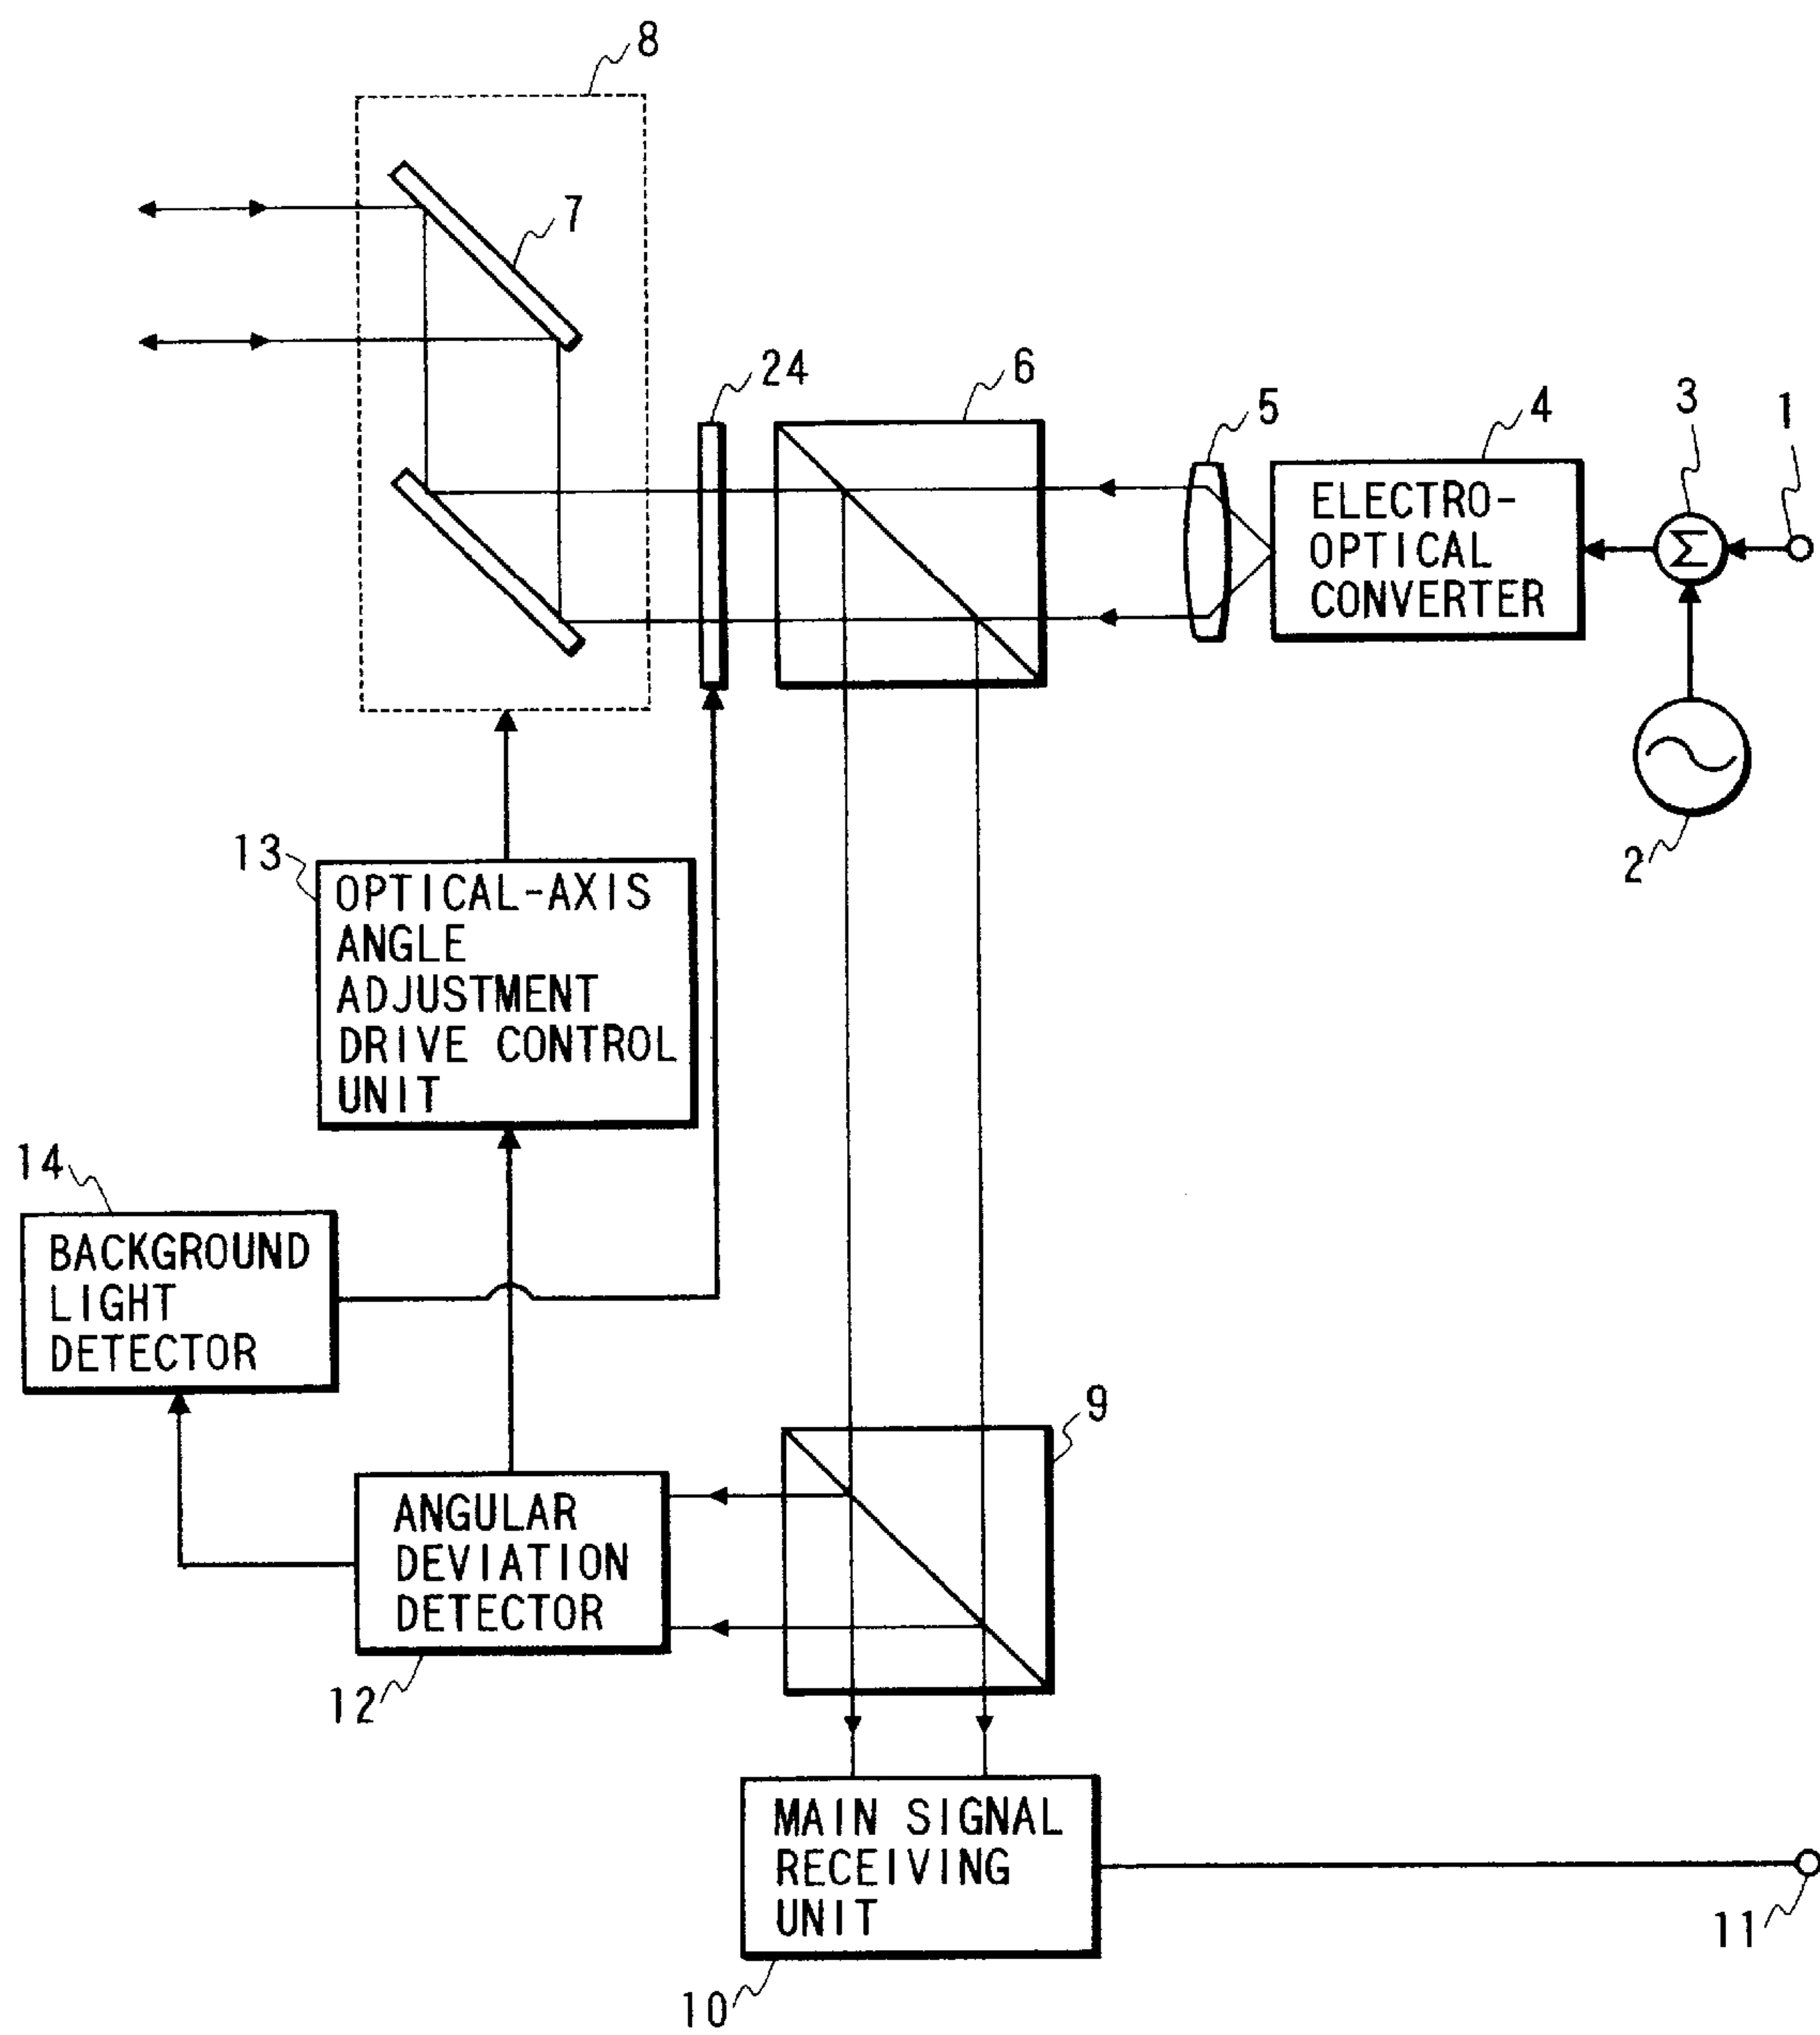 8
7
24
6
5
4
3
1
ELECTRO-
OPTICAL
CONVERTER
Σ
2
13
OPTICAL-AXIS
ANGLE
ADJUSTMENT
DRIVE CONTROL
UNIT
14
BACKGROUND
LIGHT
DETECTOR
9
ANGULAR
DEVIATION
DETECTOR
12
MAIN SIGNAL
RECEIVING
UNIT
11
10